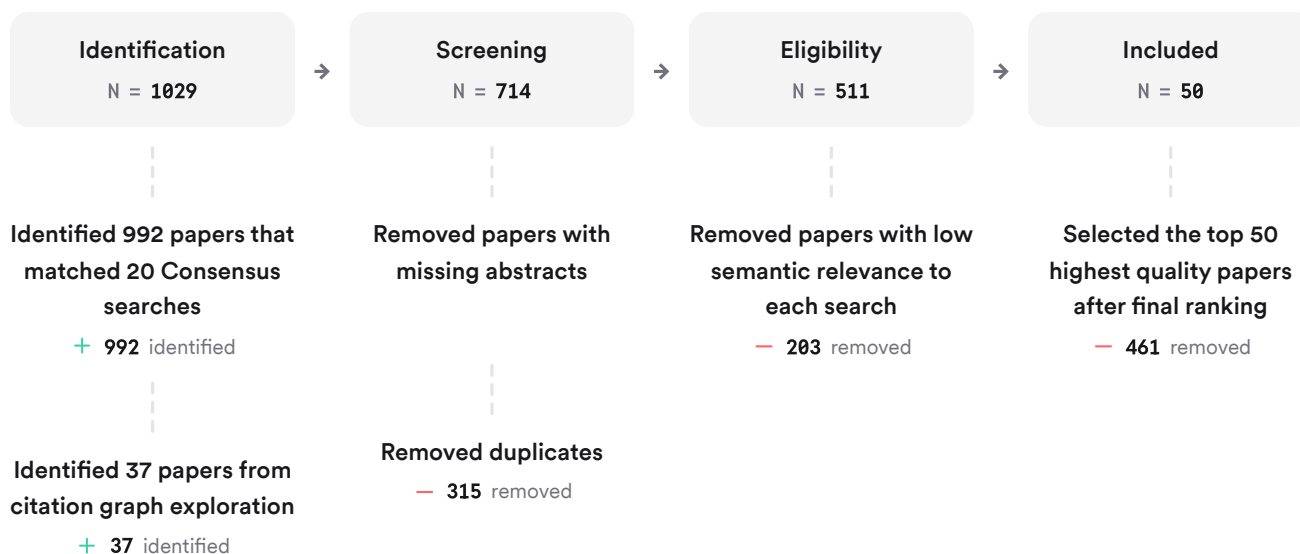 Identification
N = 1029
Screening
N = 714
Eligibility
N = 511
Included
N = 50
Identified 992 papers that
matched 20 Consensus
searches
+ 992 identified
Identified 37 papers from
citation graph exploration
+ 37 identified
Removed papers with
missing abstracts
Removed duplicates
— 315 removed
Removed papers with low
semantic relevance to
each search
— 203 removed
Selected the top 50
highest quality papers
after final ranking
— 461 removed